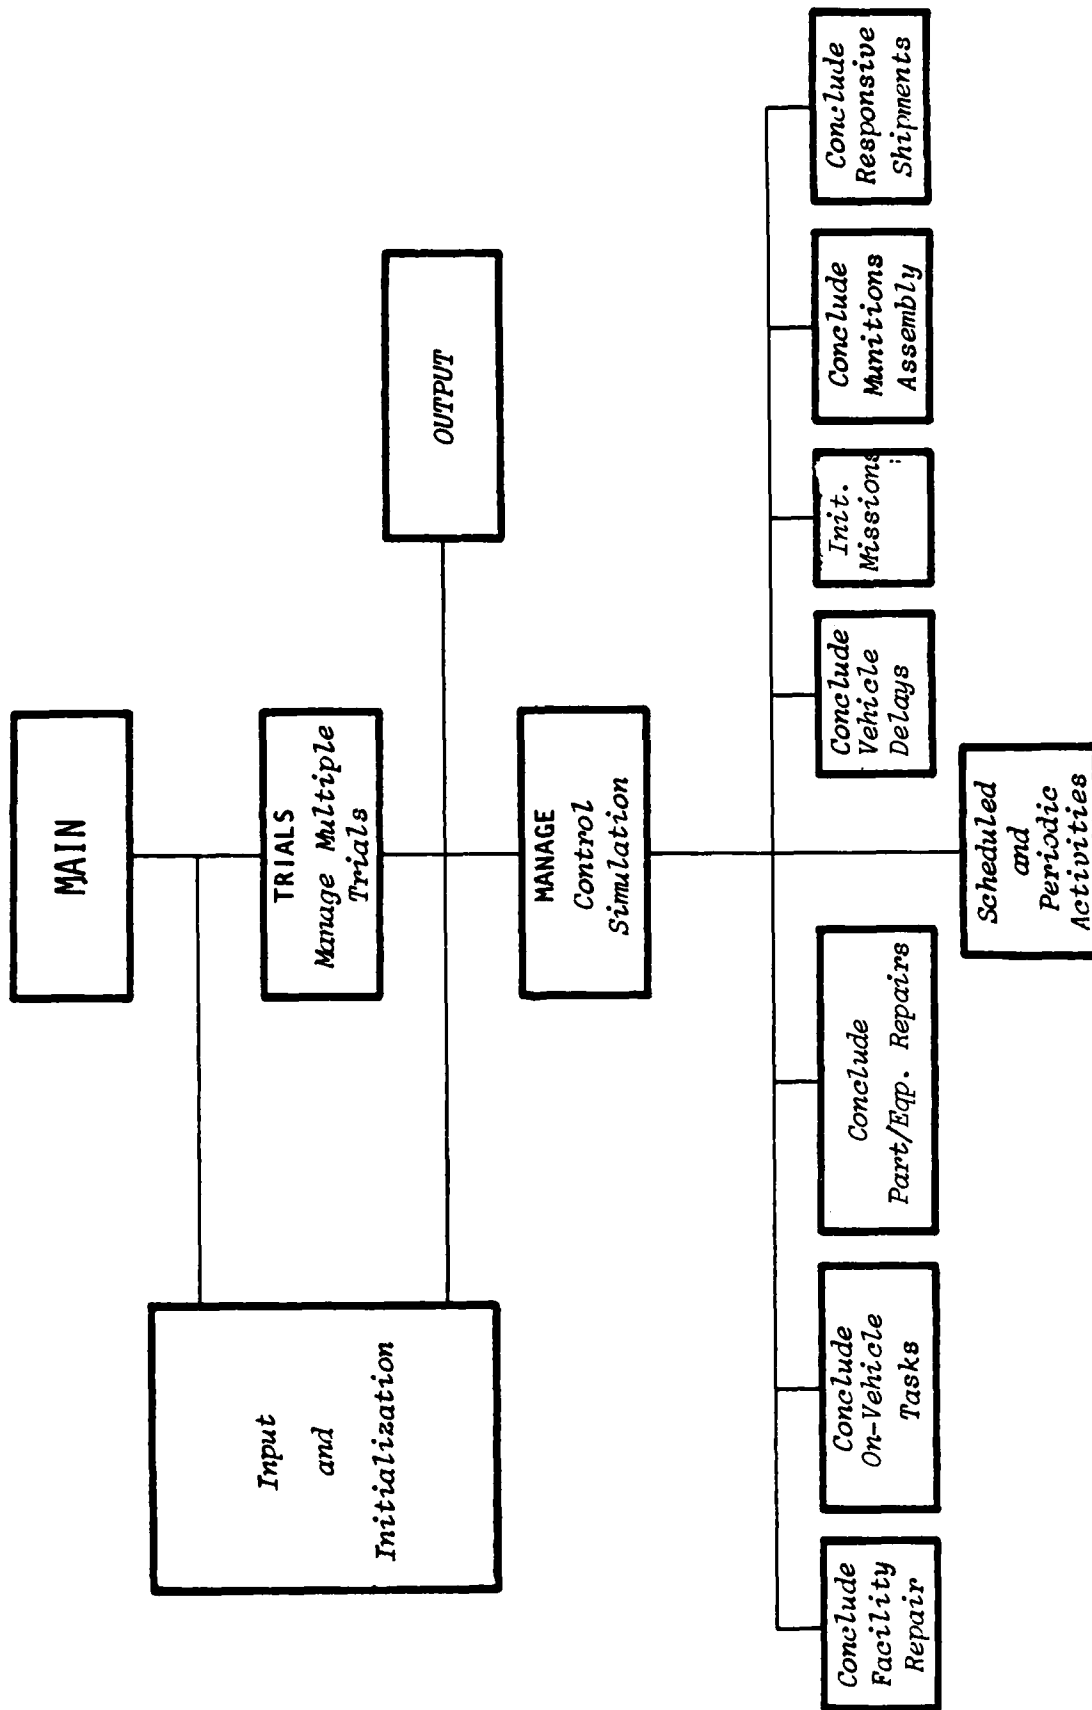 MAIN
Input
and
Initialization
TRIALS
Manage Multiple
Trials
OUTPUT
MANAGE
Control
Simulation
Conclude
Facility
Repair
Conclude
On-Vehicle
Tasks
Conclude
Part/Eqp. Repairs
Conclude
Vehicle
Delays
Init.
Missions
Conclude
Munitions
Assembly
Conclude
Responsive
Shipments
Scheduled
and
Periodic
Activities